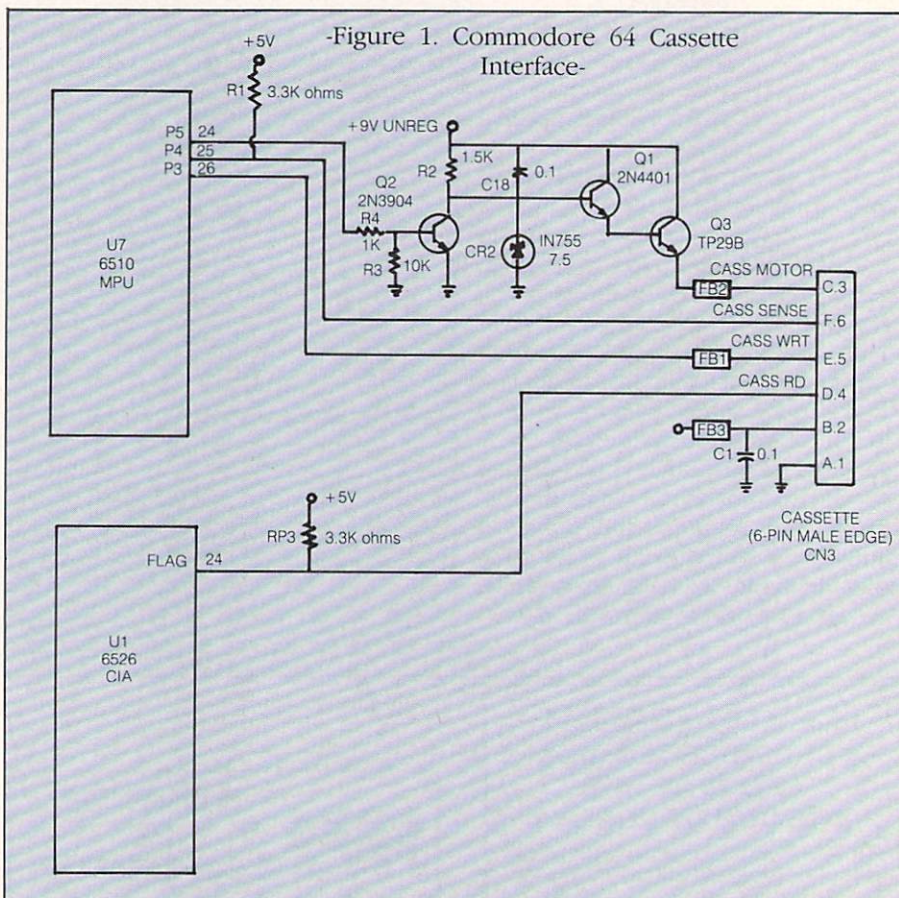 -Figure 1. Commodore 64 Cassette
Interface-
+5V
R1
3.3K ohms
P5 24
P4 25
P3 26
U7
6510
MPU
+9V UNREG
R2
1.5K
C18
0.1
Q1
2N4401
Q2
2N3904
R4
1K
R3
10K
CR2
IN755
7.5
Q3
TP29B
CASS MOTOR
FB2
C.3
CASS SENSE
F.6
CASS WRT
FB1
E.5
CASS RD
D.4
FB3
B.2
C1
0.1
A.1
CASSETTE
(6-PIN MALE EDGE)
CN3
+5V
RP3
3.3K ohms
FLAG 24
U1
6526
CIA